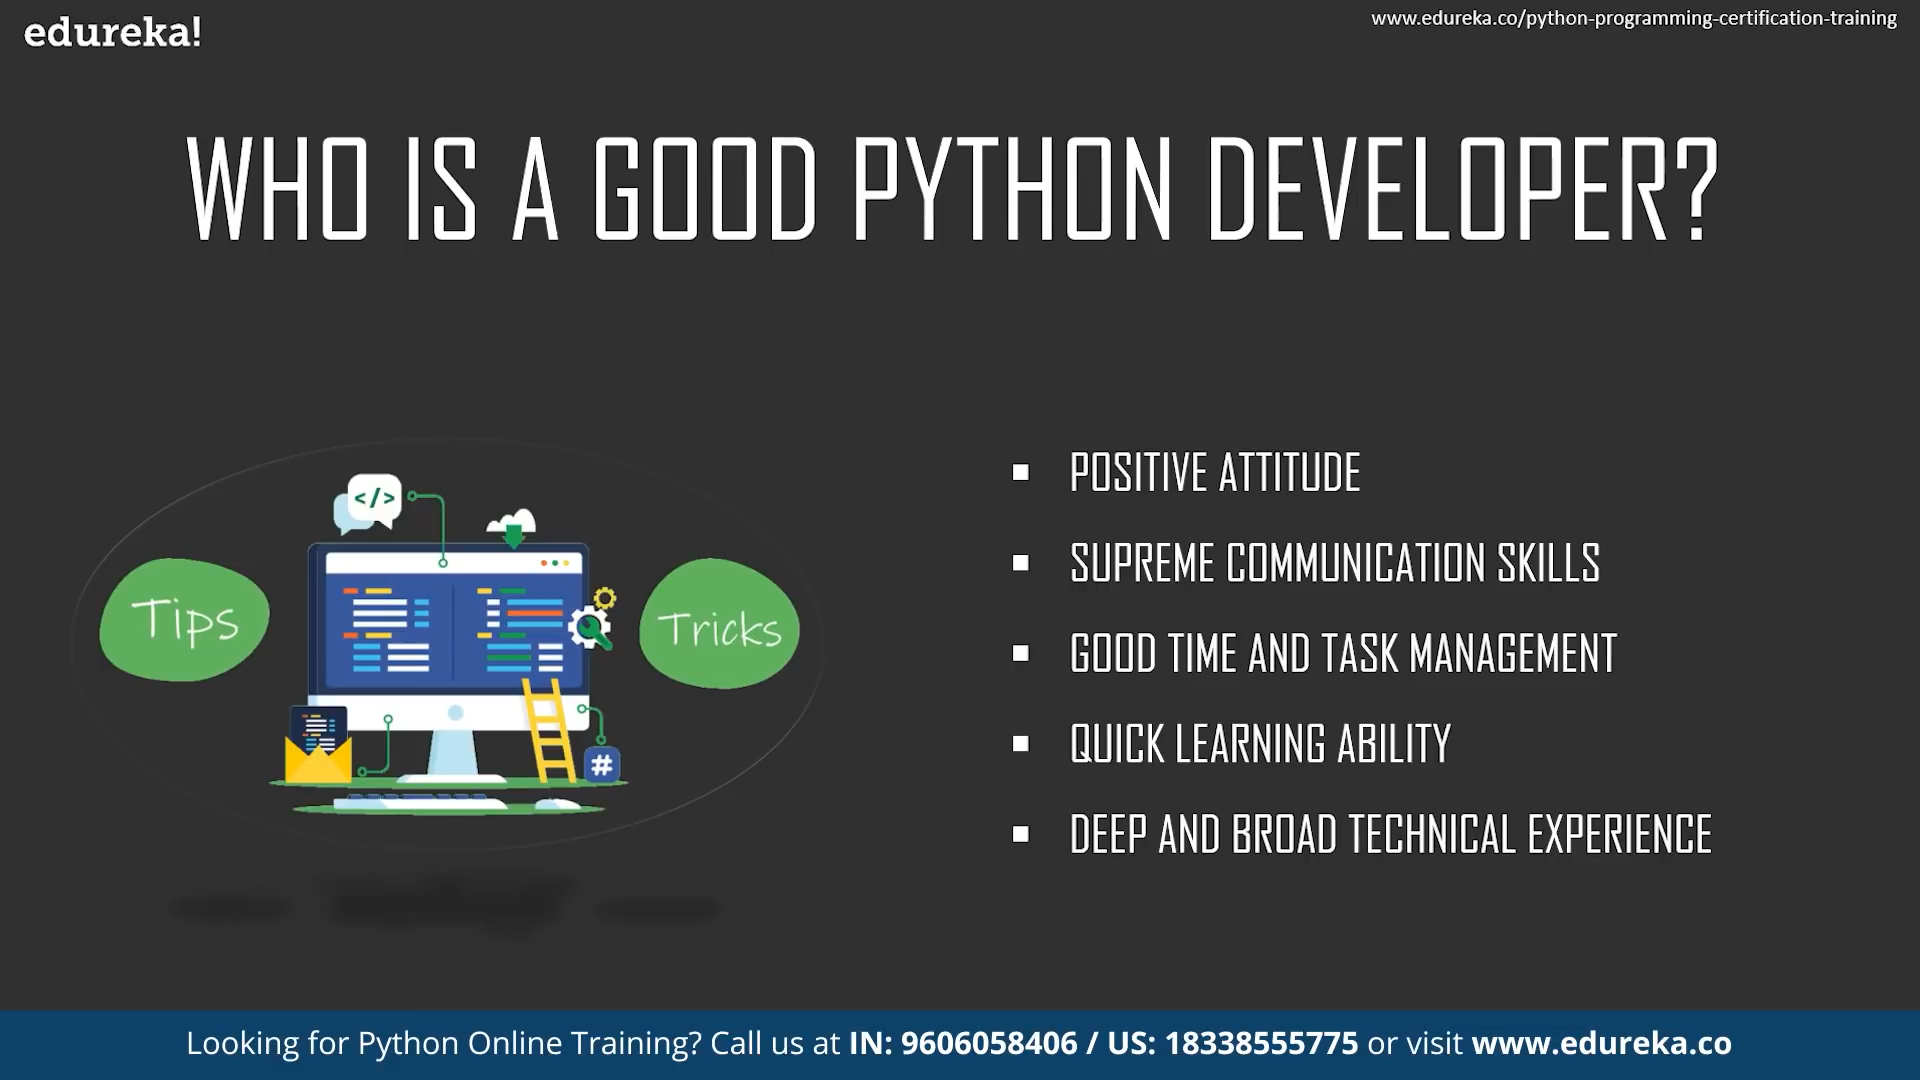 edureka!
www.edureka.co/python-programming-certification-training
WHO IS A GOOD PYTHON DEVELOPER?
</>
Tips
Tricks
#
▪ POSITIVE ATTITUDE
▪ SUPREME COMMUNICATION SKILLS
▪ GOOD TIME AND TASK MANAGEMENT
▪ QUICK LEARNING ABILITY
▪ DEEP AND BROAD TECHNICAL EXPERIENCE
Looking for Python Online Training? Call us at IN: 9606058406 / US: 18338555775 or visit www.edureka.co